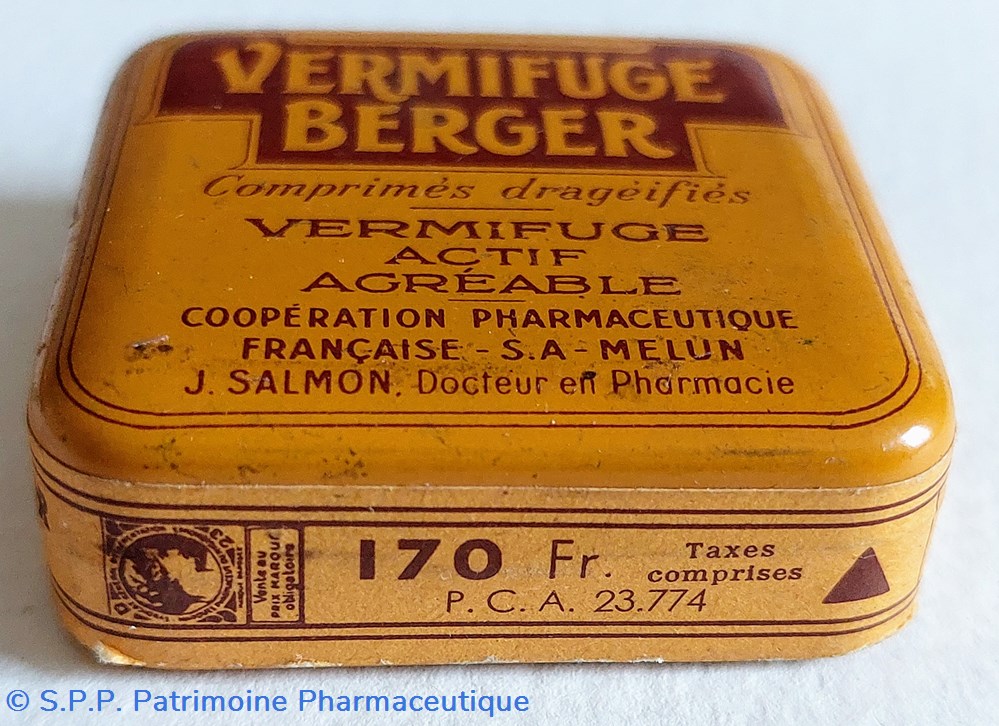 VERMIFUGE
BERGER
Comprimés dragéifiés
VERMIFUGE
ACTIF
AGRÉABLE
COOPÉRATION PHARMACEUTIQUE
FRANÇAISE - S.A - MELUN
J. SALMON, Docteur en Pharmacie
Vente au
PRIX MARQUÉ
obligatoire
170 Fr.
Taxes
comprises
P. C. A. 23.774
© S.P.P. Patrimoine Pharmaceutique